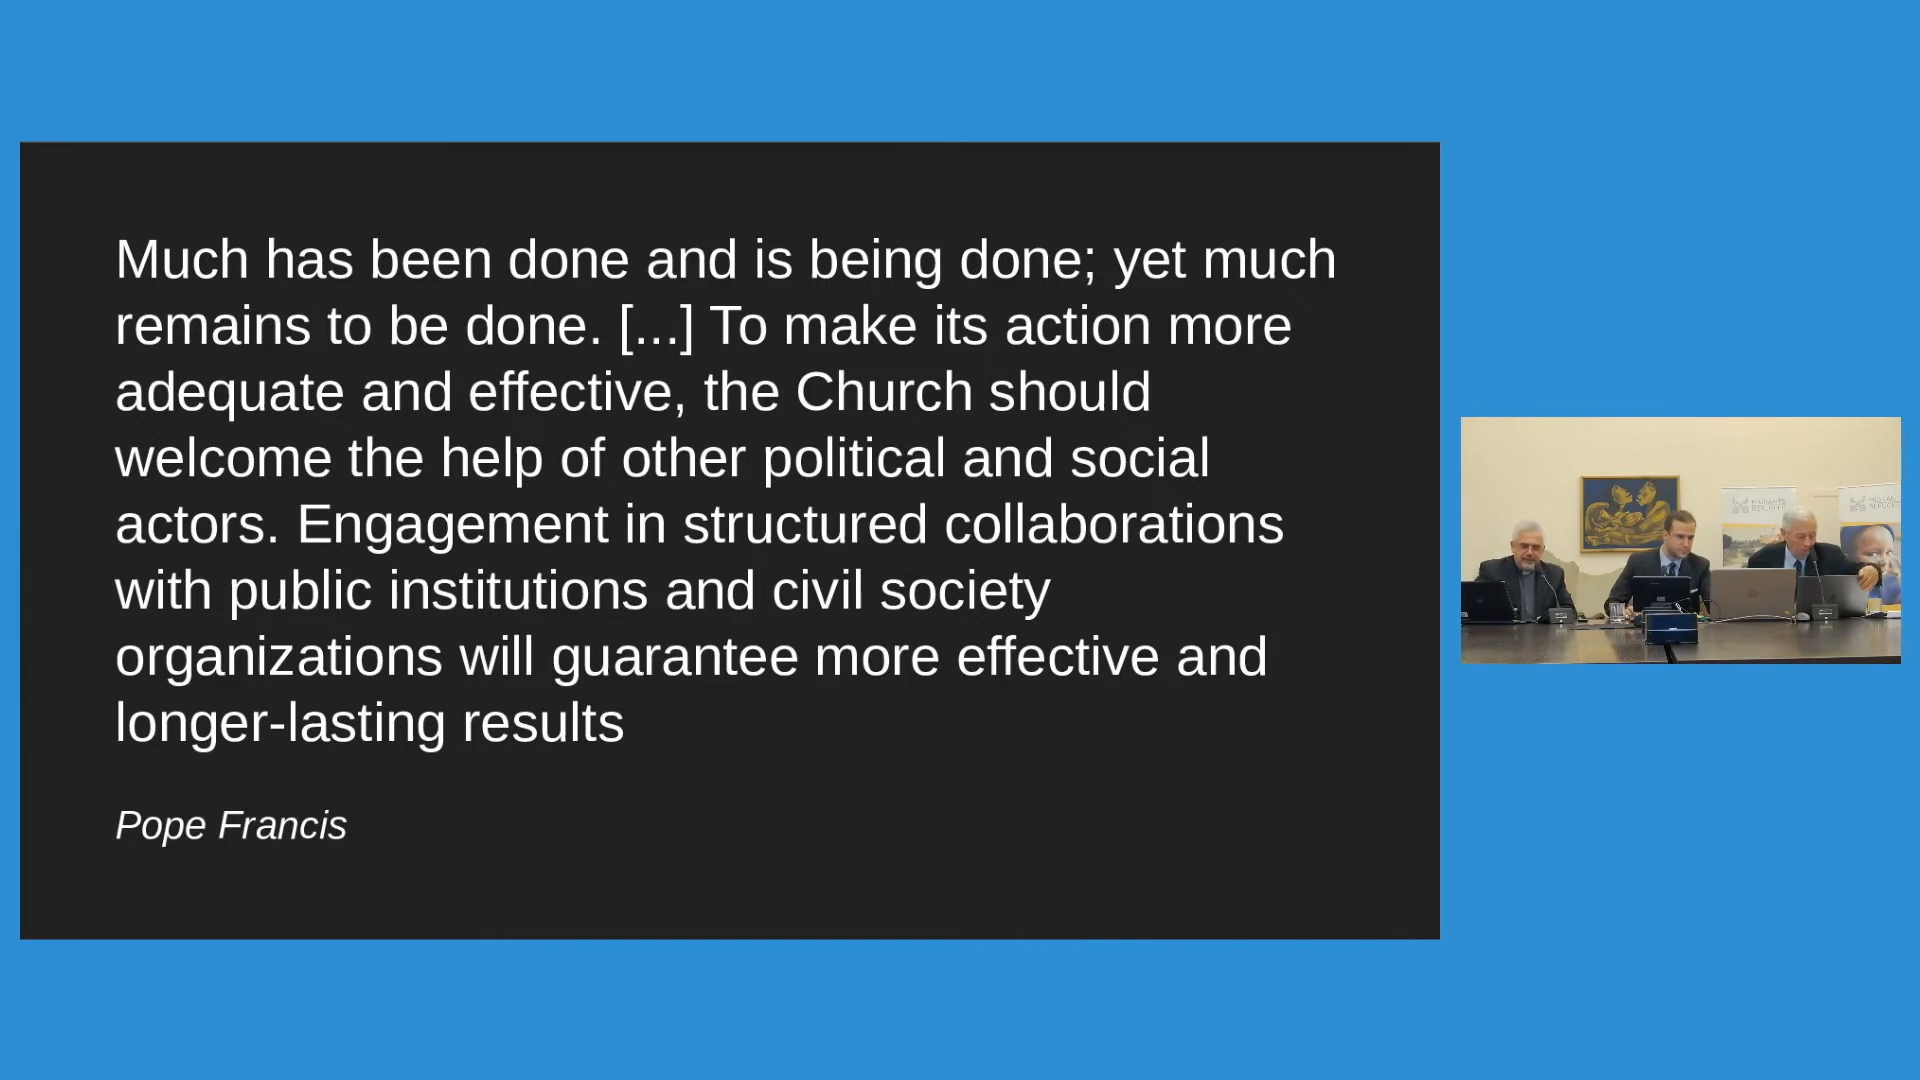 Much has been done and is being done; yet much
remains to be done. [...] To make its action more
adequate and effective, the Church should
welcome the help of other political and social
actors. Engagement in structured collaborations
with public institutions and civil society
organizations will guarantee more effective and
longer-lasting results
Pope Francis
MIGRANTS
REFUGEES